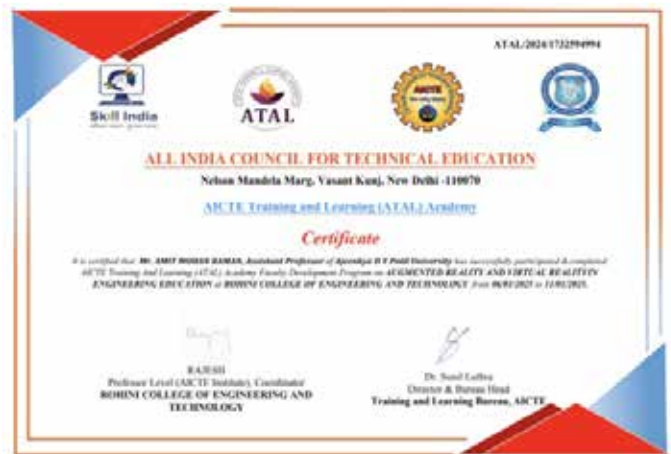 ATAL/2024/1732594994
Skill India
ATAL
AICTE
ALL INDIA COUNCIL FOR TECHNICAL EDUCATION
Nelson Mandela Marg, Vasant Kunj, New Delhi -110070
AICTE Training and Learning (ATAL) Academy
Certificate
It is certified that Mr. AMIT MOHAN RAMAN, Assistant Professor of Ajeenkya D Y Patil University has successfully participated & completed
AICTE Training And Learning (ATAL) Academy Faculty Development Program on AUGMENTED REALITY AND VIRTUAL REALITY IN
ENGINEERING EDUCATION at ROHINI COLLEGE OF ENGINEERING AND TECHNOLOGY from 06/01/2025 to 11/01/2025.
RAJESH
Professor Level (AICTE Institute), Coordinator
ROHINI COLLEGE OF ENGINEERING AND
TECHNOLOGY
Dr. Sunil Luthra
Director & Bureau Head
Training and Learning Bureau, AICTE